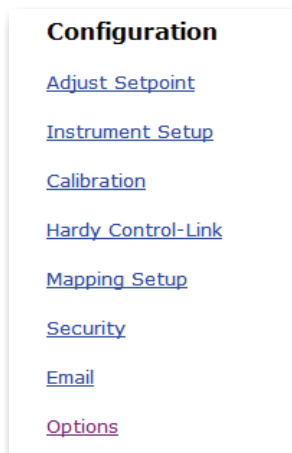 Configuration
Adjust Setpoint
Instrument Setup
Calibration
Hardy Control-Link
Mapping Setup
Security
Email
Options